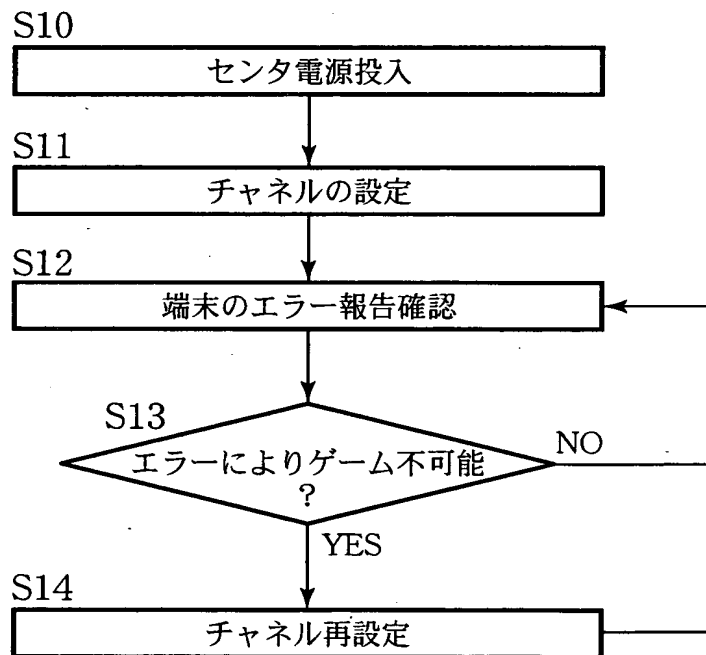 S10
センタ電源投入
S11
チャネルの設定
S12
端末のエラー報告確認
S13
エラーによりゲーム不可能
?
NO
YES
S14
チャネル再設定